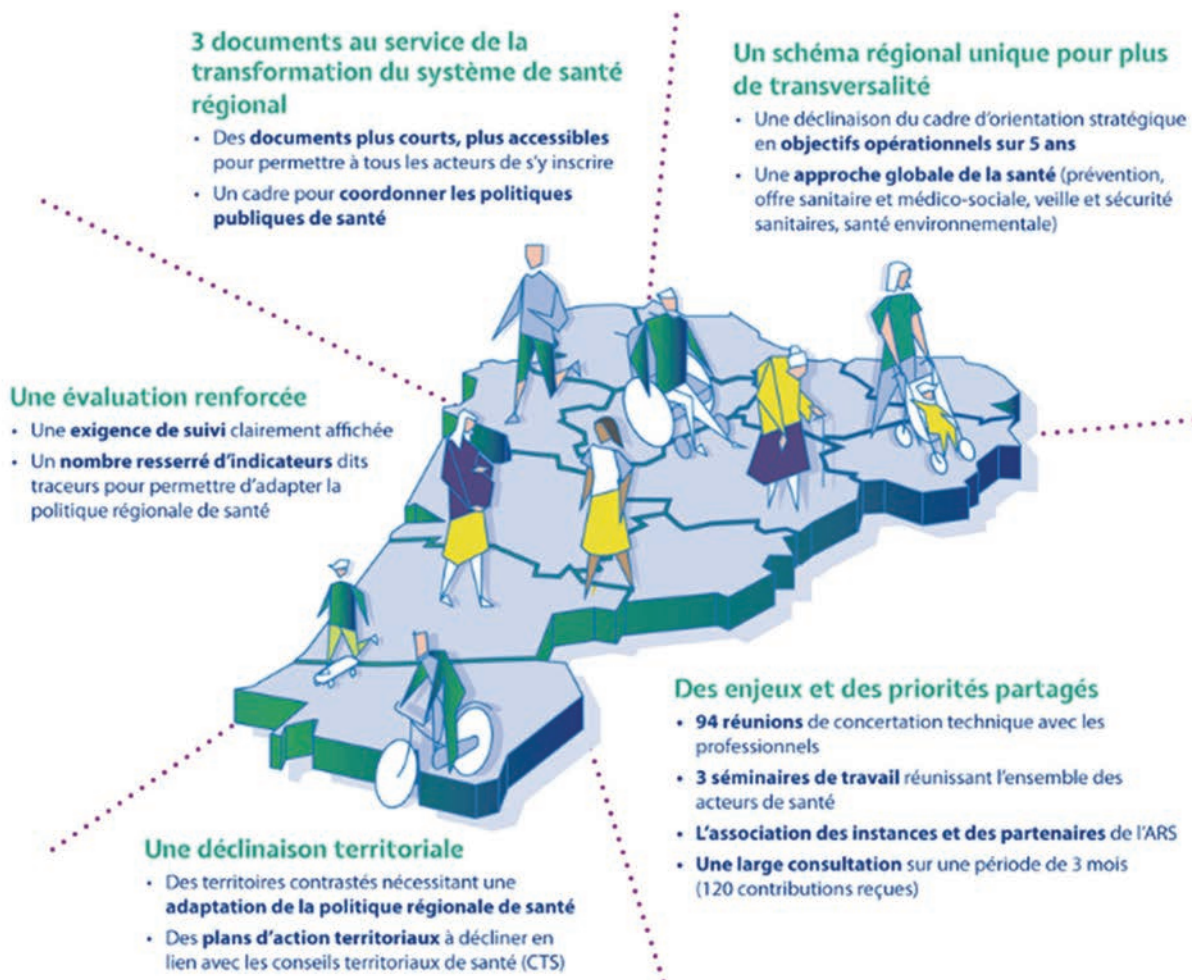 3 documents au service de la
transformation du système de santé
régional
• Des documents plus courts, plus accessibles
pour permettre à tous les acteurs de s'y inscrire
• Un cadre pour coordonner les politiques
publiques de santé
Un schéma régional unique pour plus
de transversalité
• Une déclinaison du cadre d'orientation stratégique
en objectifs opérationnels sur 5 ans
• Une approche globale de la santé (prévention,
offre sanitaire et médico-sociale, veille et sécurité
sanitaires, santé environnementale)
Une évaluation renforcée
• Une exigence de suivi clairement affichée
• Un nombre resserré d'indicateurs dits
traceurs pour permettre d'adapter la
politique régionale de santé
Des enjeux et des priorités partagés
• 94 réunions de concertation technique avec les
professionnels
• 3 séminaires de travail réunissant l'ensemble des
acteurs de santé
• L'association des instances et des partenaires de l'ARS
• Une large consultation sur une période de 3 mois
(120 contributions reçues)
Une déclinaison territoriale
• Des territoires contrastés nécessitant une
adaptation de la politique régionale de santé
• Des plans d'action territoriaux à décliner en
lien avec les conseils territoriaux de santé (CTS)